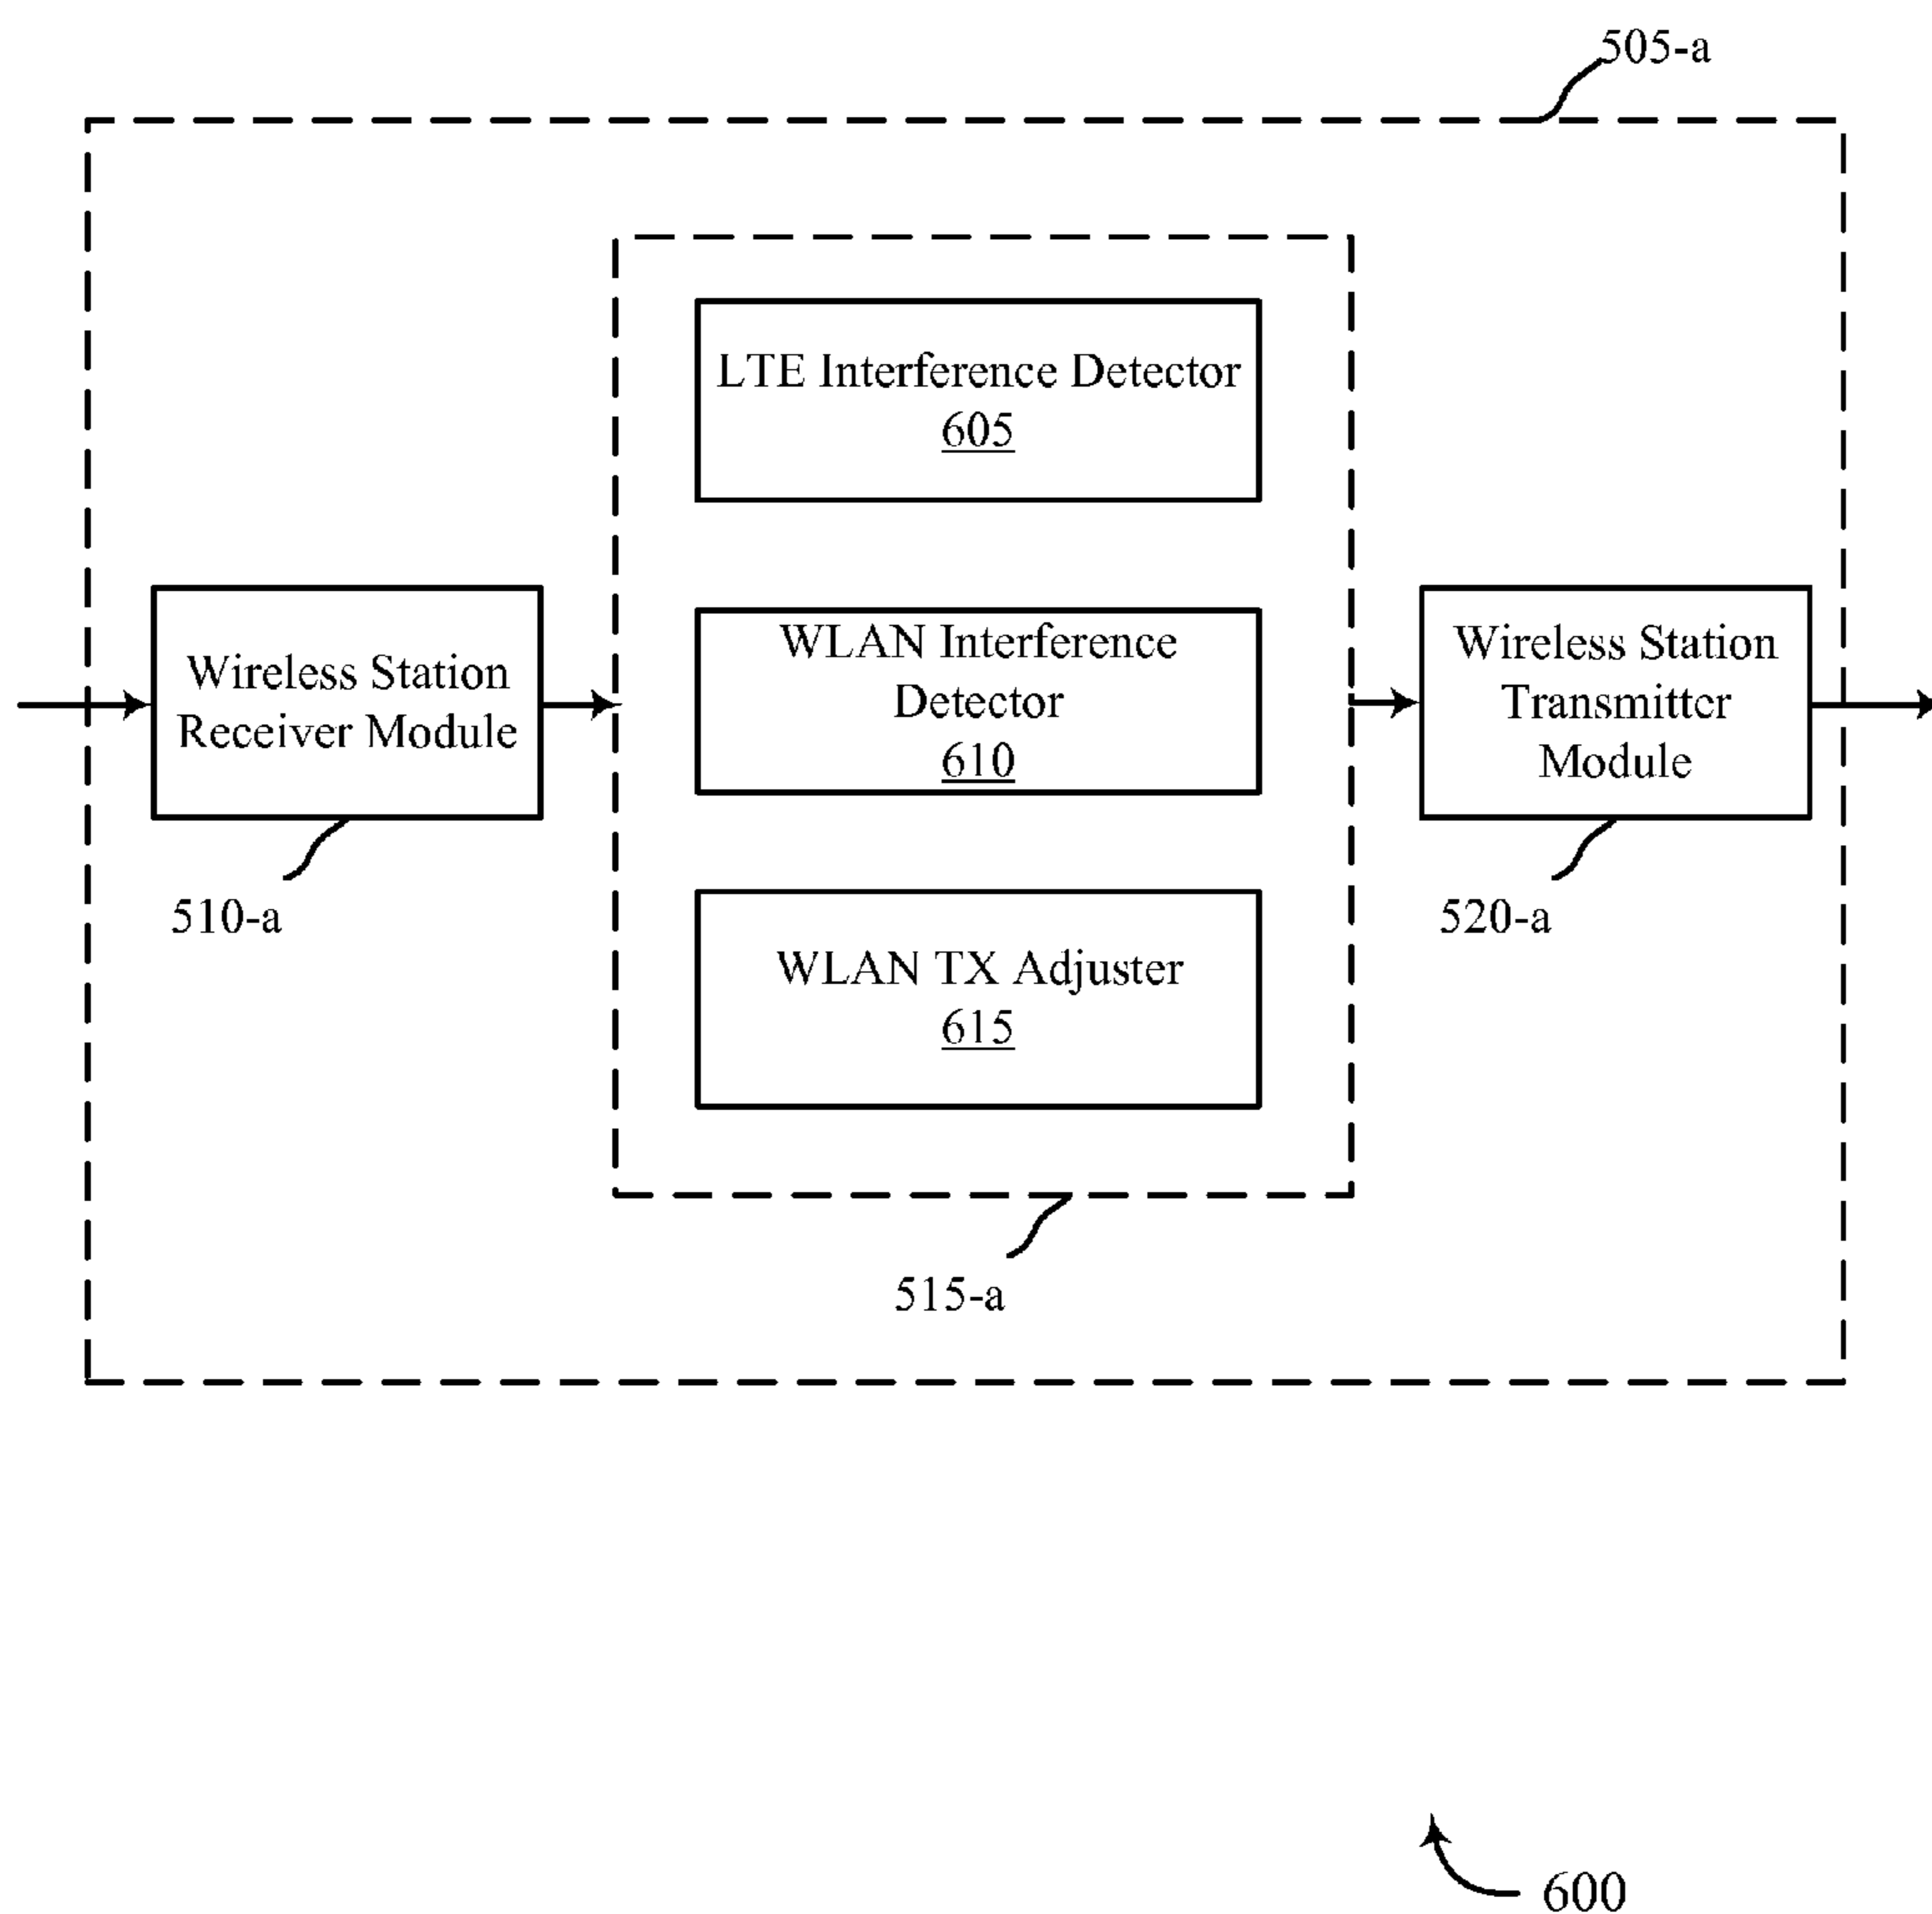 505-a
LTE Interference Detector
605
Wireless Station
Receiver Module
510-a
WLAN Interference
Detector
610
WLAN TX Adjuster
615
515-a
Wireless Station
Transmitter
Module
520-a
600